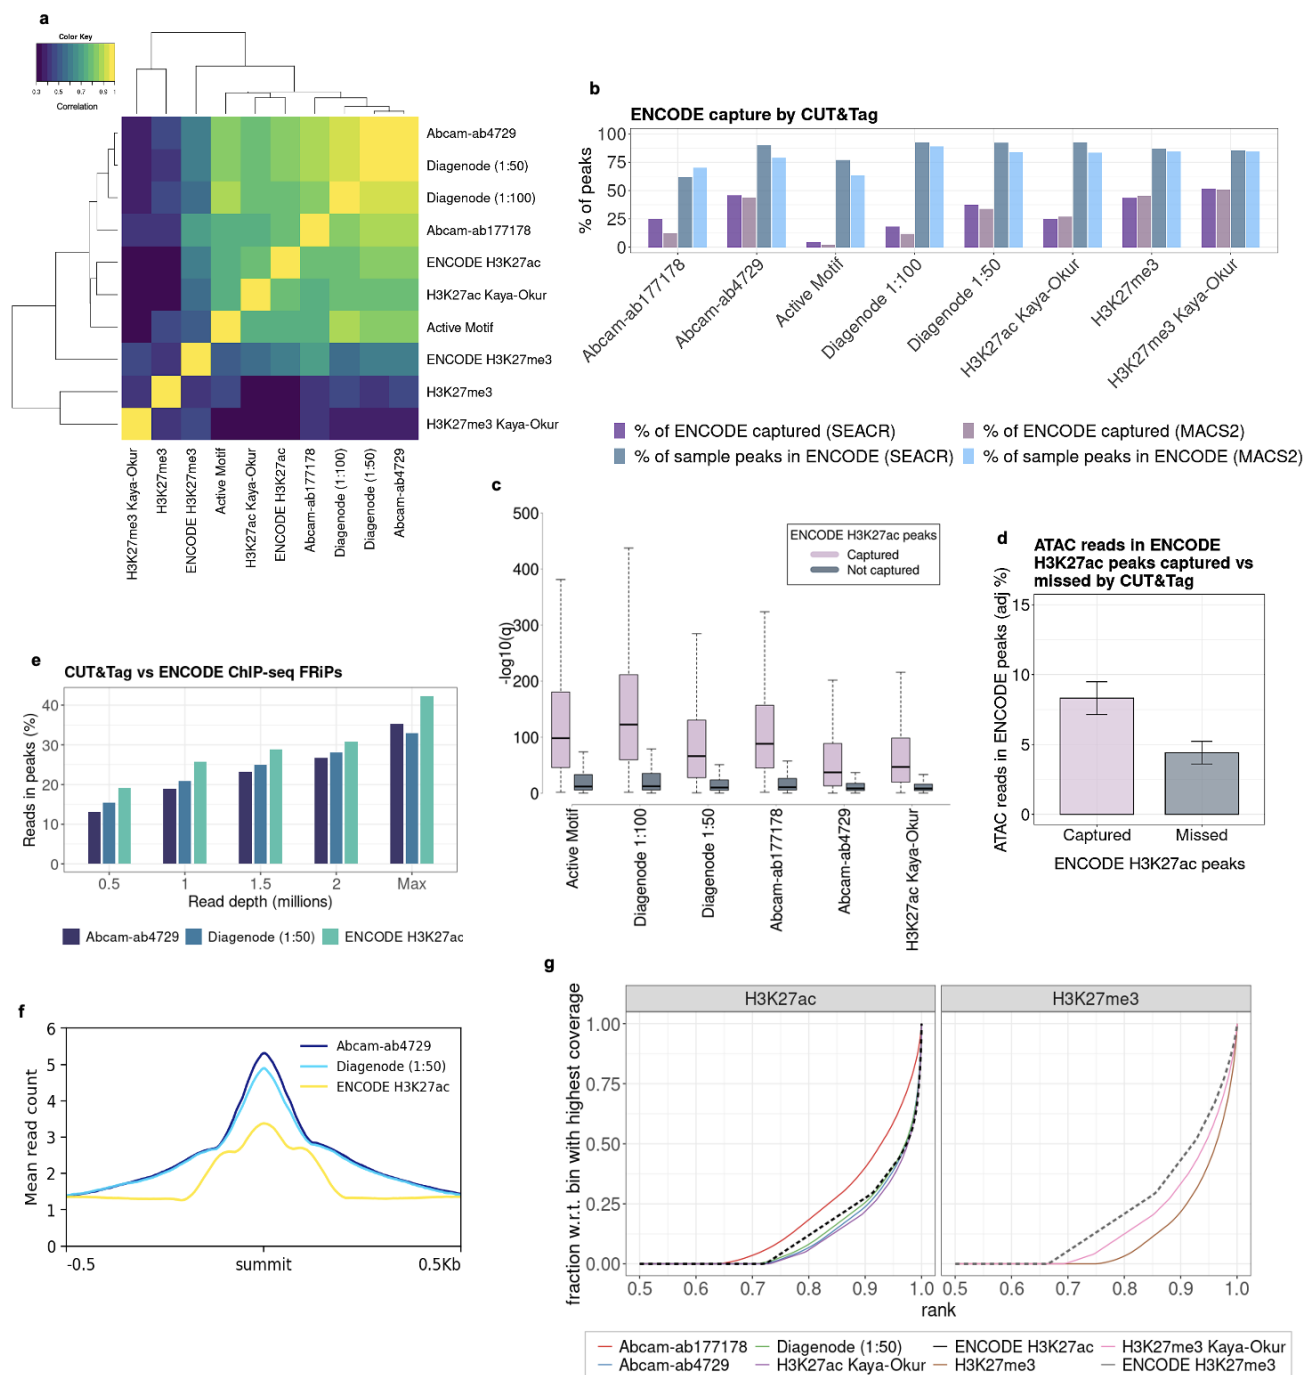 a
Color Key
0.3 0.5 0.7 0.9 1
Correlation
Abcam-ab4729
Diagenode (1:50)
Diagenode (1:100)
Abcam-ab177178
ENCODE H3K27ac
H3K27ac Kaya-Okur
Active Motif
ENCODE H3K27me3
H3K27me3
H3K27me3 Kaya-Okur
H3K27me3 Kaya-Okur
H3K27me3
ENCODE H3K27me3
Active Motif
H3K27ac Kaya-Okur
ENCODE H3K27ac
Abcam-ab177178
Diagenode (1:100)
Diagenode (1:50)
Abcam-ab4729
b
ENCODE capture by CUT&Tag
% of peaks
100
75
50
25
0
Abcam-ab177178
Abcam-ab4729
Active Motif
Diagenode 1:100
Diagenode 1:50
H3K27ac Kaya-Okur
H3K27me3
H3K27me3 Kaya-Okur
% of ENCODE captured (SEACR)
% of ENCODE captured (MACS2)
% of sample peaks in ENCODE (SEACR)
% of sample peaks in ENCODE (MACS2)
c
-log10(q)
500
400
300
200
100
0
ENCODE H3K27ac peaks
Captured
Not captured
Active Motif
Diagenode 1:100
Diagenode 1:50
Abcam-ab177178
Abcam-ab4729
H3K27ac Kaya-Okur
d
ATAC reads in ENCODE
H3K27ac peaks captured vs
missed by CUT&Tag
ATAC reads in ENCODE peaks (adj %)
15
10
5
0
Captured Missed
ENCODE H3K27ac peaks
e
CUT&Tag vs ENCODE ChIP-seq FRiPs
Reads in peaks (%)
40
30
20
10
0
0.5 1 1.5 2 Max
Read depth (millions)
Abcam-ab4729 Diagenode (1:50) ENCODE H3K27ac
f
Mean read count
6
5
4
3
2
1
0
Abcam-ab4729
Diagenode (1:50)
ENCODE H3K27ac
-0.5 summit 0.5Kb
g
H3K27ac H3K27me3
fraction w.r.t. bin with highest coverage
1.00
0.75
0.50
0.25
0.00
0.5 0.6 0.7 0.8 0.9 1.0 0.5 0.6 0.7 0.8 0.9 1.0
rank
Abcam-ab177178 Diagenode (1:50) ENCODE H3K27ac H3K27me3 Kaya-Okur
Abcam-ab4729 H3K27ac Kaya-Okur H3K27me3 ENCODE H3K27me3